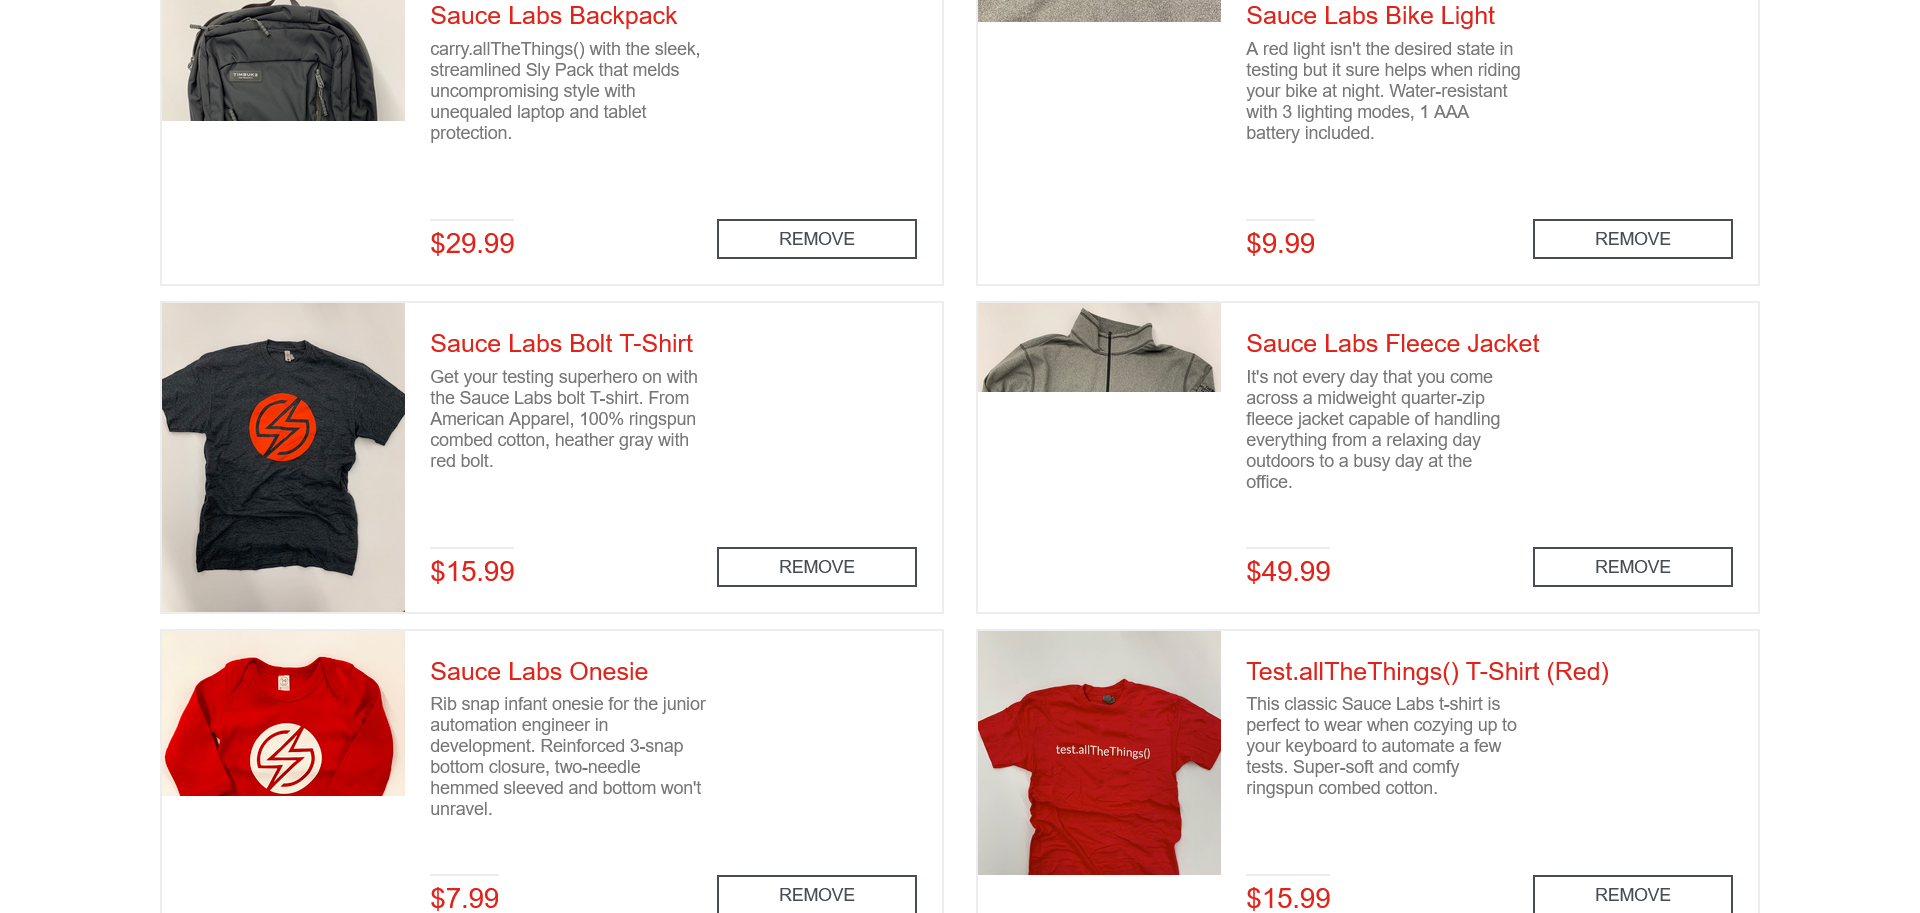 Sauce Labs Backpack
carry.allTheThings() with the sleek,
streamlined Sly Pack that melds
uncompromising style with
unequaled laptop and tablet
protection.
$29.99
REMOVE
TIMBUK2
Sauce Labs Bike Light
A red light isn't the desired state in
testing but it sure helps when riding
your bike at night. Water-resistant
with 3 lighting modes, 1 AAA
battery included.
$9.99
REMOVE
Sauce Labs Bolt T-Shirt
Get your testing superhero on with
the Sauce Labs bolt T-shirt. From
American Apparel, 100% ringspun
combed cotton, heather gray with
red bolt.
$15.99
REMOVE
Sauce Labs Fleece Jacket
It's not every day that you come
across a midweight quarter-zip
fleece jacket capable of handling
everything from a relaxing day
outdoors to a busy day at the
office.
$49.99
REMOVE
Sauce Labs Onesie
Rib snap infant onesie for the junior
automation engineer in
development. Reinforced 3-snap
bottom closure, two-needle
hemmed sleeved and bottom won't
unravel.
$7.99
REMOVE
Test.allTheThings() T-Shirt (Red)
This classic Sauce Labs t-shirt is
perfect to wear when cozying up to
your keyboard to automate a few
tests. Super-soft and comfy
ringspun combed cotton.
test.allTheThings()
$15.99
REMOVE